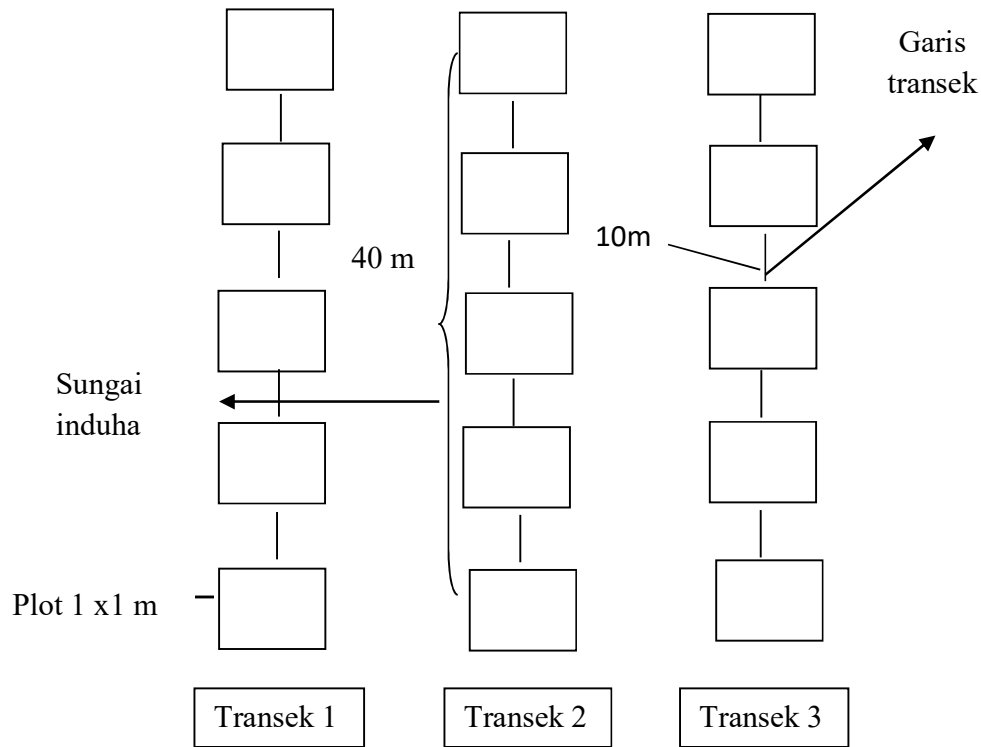 Garis
transek
10m
40 m
Sungai
induha
Plot 1 x1 m
Transek 1
Transek 2
Transek 3